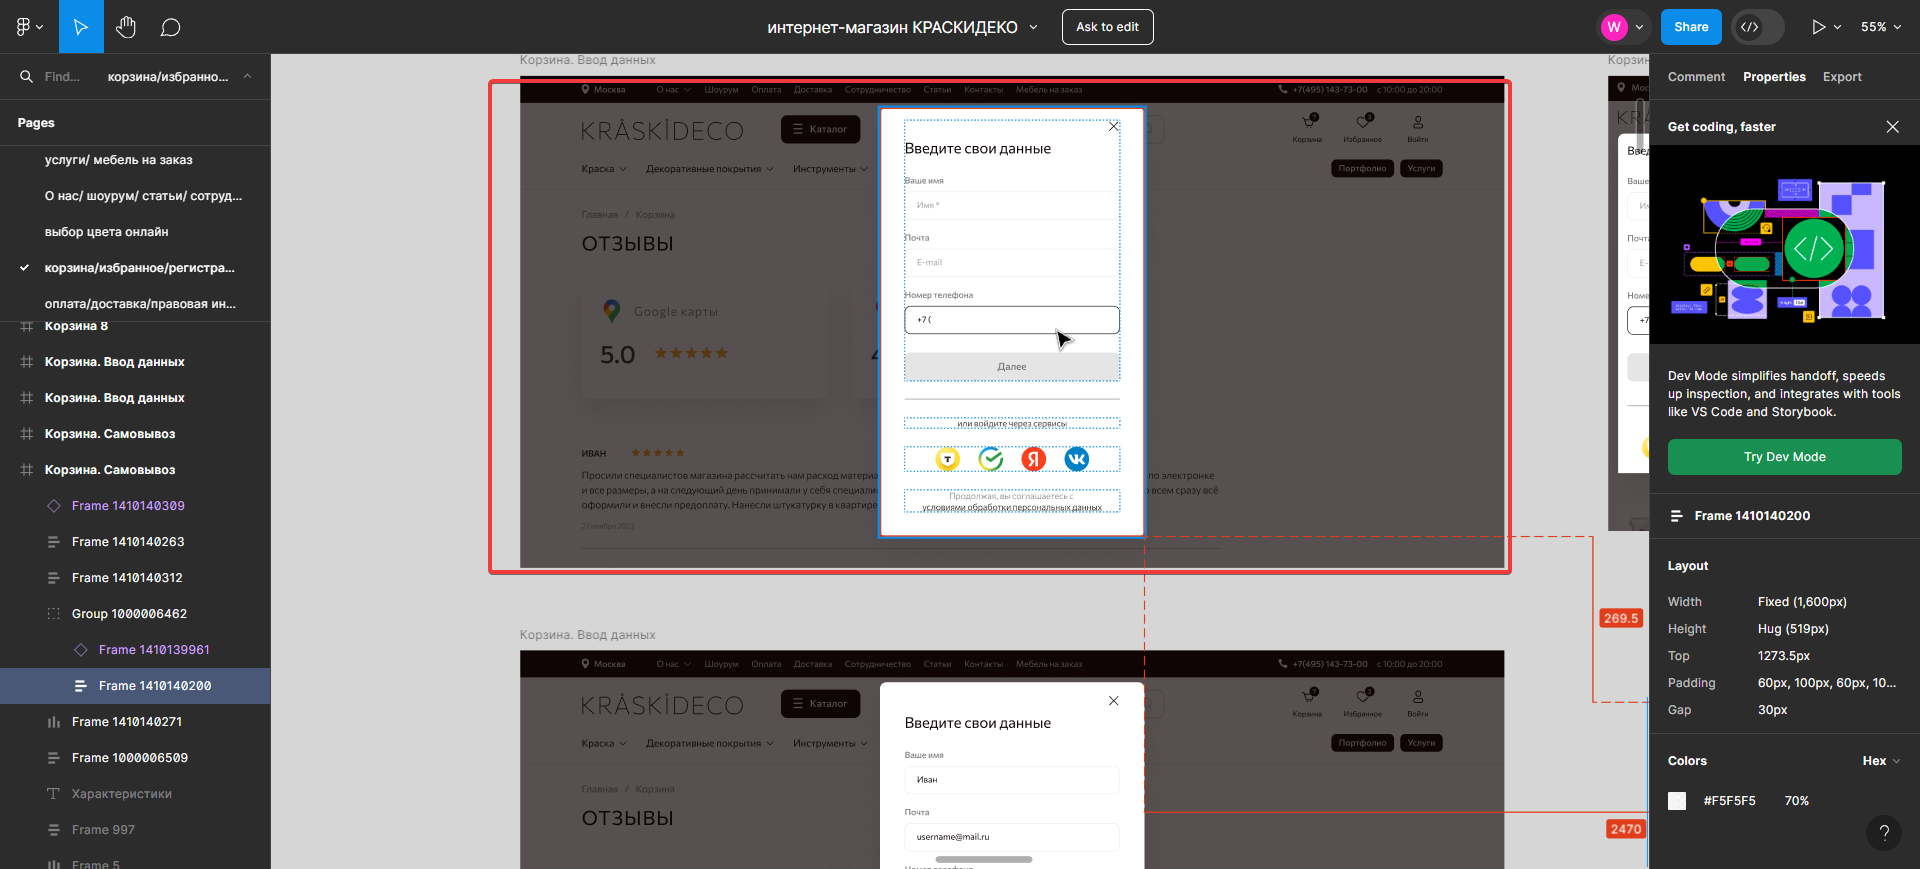 интернет-магазин КРАСКИДЕКО
Ask to edit
W
Share
55%
Find...
корзина/избранно...
Pages
услуги/ мебель на заказ
О нас/ шоурум/ статьи/ сотруд...
выбор цвета онлайн
корзина/избранное/регистра...
оплата/доставка/правовая ин...
Корзина 8
Корзина. Ввод данных
Корзина. Ввод данных
Корзина. Самовывоз
Корзина. Самовывоз
Frame 1410140309
Frame 1410140263
Frame 1410140312
Group 1000006462
Frame 1410139961
Frame 1410140200
Frame 1410140271
Frame 1000006509
Характеристики
Frame 997
Frame 5
Корзина. Ввод данных
Москва
О нас
Шоурум
Оплата
Доставка
Сотрудничество
Статьи
Контакты
Мебель на заказ
+7(495) 143-73-00
с 10:00 до 20:00
KRASKIDECO
Каталог
Корзина
Избранное
Войти
Краска
Декоративные покрытия
Инструменты
Портфолио
Услуги
Главная / Корзина
ОТЗЫВЫ
Google карты
5.0
ИВАН
Просили специалистов магазина рассчитать нам расход материа
по электронке
и все размеры, а на следующий день принимали у себя специалис
о всем сразу всё
оформили и внесли предоплату. Нанесли штукатурку в квартире
27 ноября 2023
Введите свои данные
Ваше имя
Имя *
Почта
E-mail
Номер телефона
+7 (
Далее
или войдите через сервисы
Продолжая, вы соглашаетесь с
условиями обработки персональных данных
269.5
2470
Корзина. Ввод данных
Москва
О нас
Шоурум
Оплата
Доставка
Сотрудничество
Статьи
Контакты
Мебель на заказ
+7(495) 143-73-00
с 10:00 до 20:00
KRASKIDECO
Каталог
Корзина
Избранное
Войти
Краска
Декоративные покрытия
Инструменты
Портфолио
Услуги
Главная / Корзина
ОТЗЫВЫ
Введите свои данные
Ваше имя
Иван
Почта
username@mail.ru
Корзин
Мос
KR
Введ
Ваше
Почта
E-
Номе
+7
Comment
Properties
Export
Get coding, faster
Dev Mode simplifies handoff, speeds
up inspection, and integrates with tools
like VS Code and Storybook.
Try Dev Mode
Frame 1410140200
Layout
Width Fixed (1,600px)
Height Hug (519px)
Top 1273.5px
Padding 60px, 100px, 60px, 10...
Gap 30px
Colors
Hex
#F5F5F5 70%
?